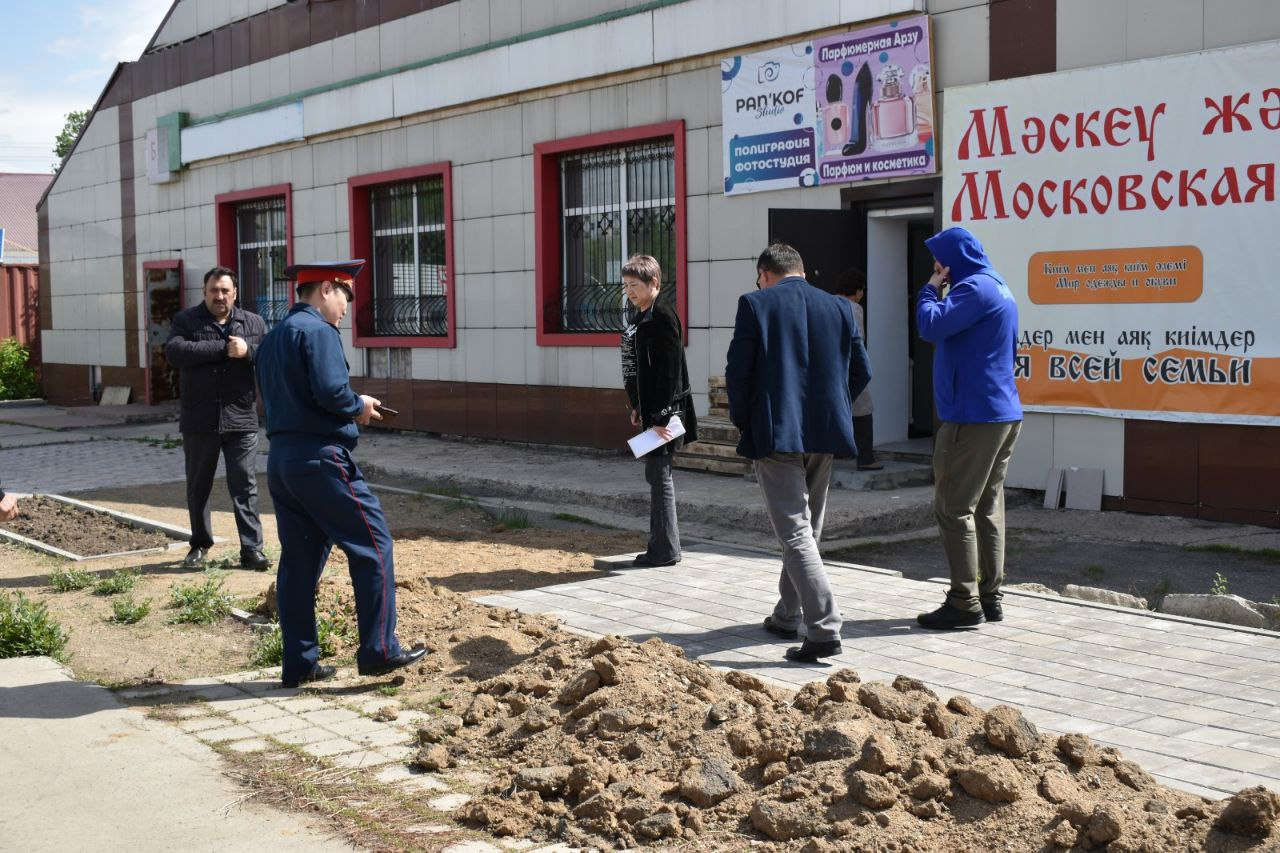 Б
PAN'KOF
Studio
ПОЛИГРАФИЯ
ФОТОСТУДИЯ
Парфюмерная Арзу
Парфюм и косметика
Мәскеу жә
Московская
Киім мен аяқ киім әлемі
Мир одежды и обуви
дер мен аяқ киімдер
я всей семьи